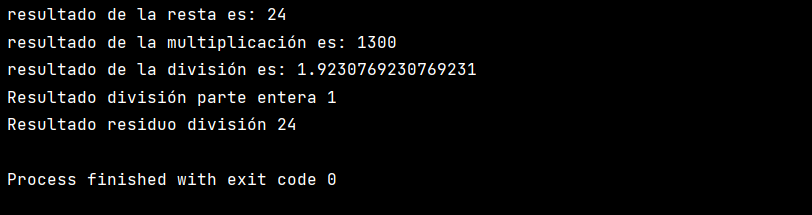 resultado de la resta es: 24
resultado de la multiplicación es: 1300
resultado de la división es: 1.9230769230769231
Resultado división parte entera 1
Resultado residuo división 24
Process finished with exit code 0